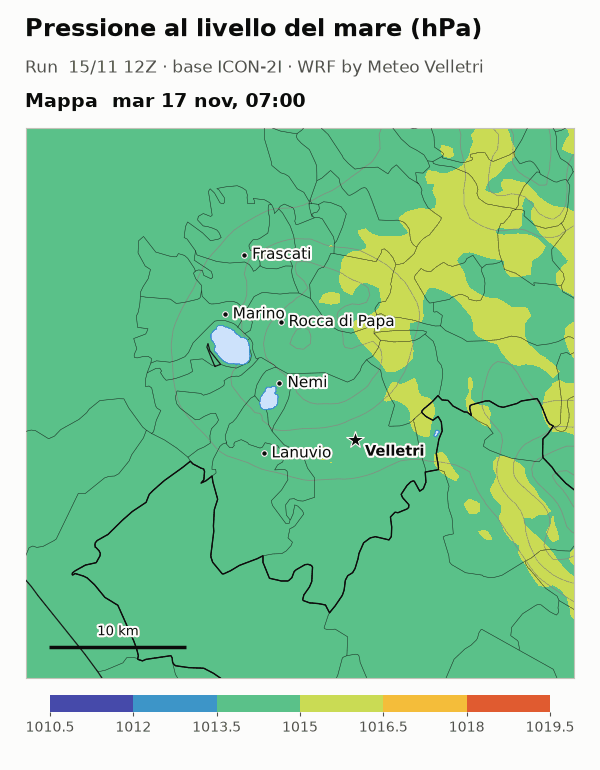 Pressione al livello del mare (hPa)
Run  15/11 12Z · base ICON-2I · WRF by Meteo Velletri
Mappa  mar 17 nov, 07:00
Frascati
Marino
Rocca di Papa
Nemi
Velletri
Lanuvio
10 km
1010.5 1012 1013.5 1015 1016.5 1018 1019.5